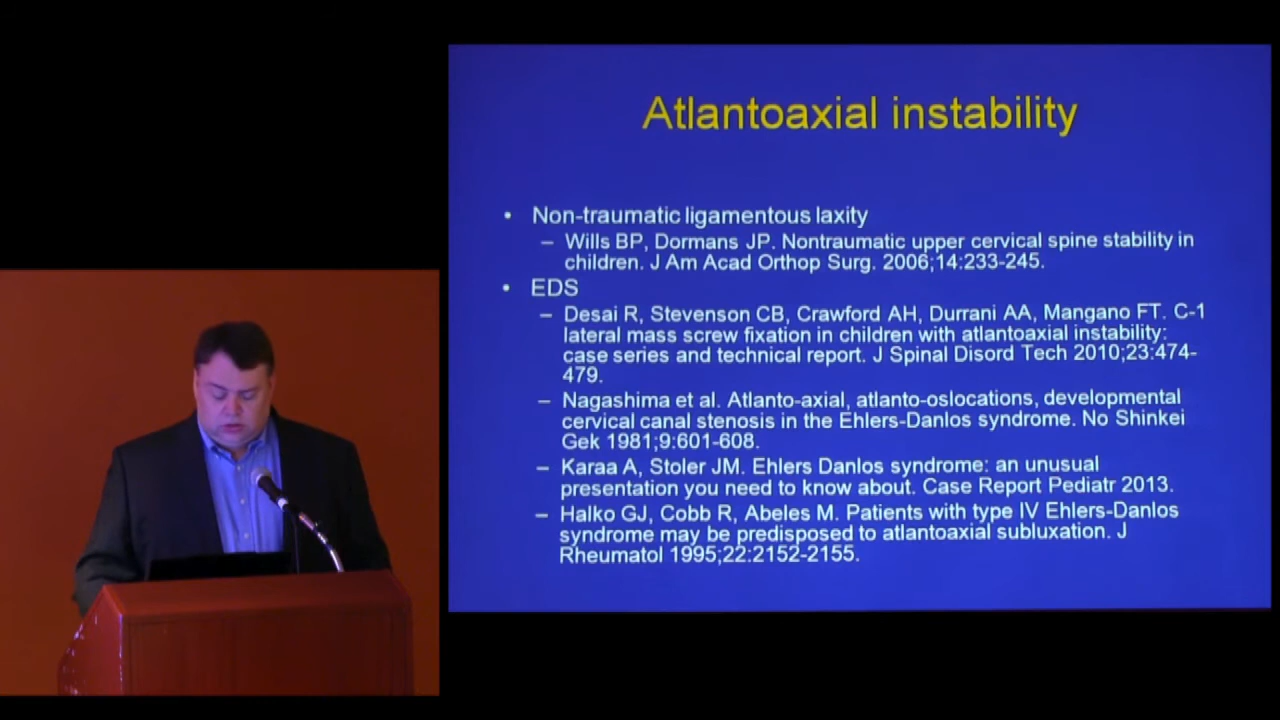 Atlantoaxial instability
• Non-traumatic ligamentous laxity
– Wills BP, Dormans JP. Nontraumatic upper cervical spine stability in
children. J Am Acad Orthop Surg. 2006;14:233-245.
• EDS
– Desai R, Stevenson CB, Crawford AH, Durrani AA, Mangano FT. C-1
lateral mass screw fixation in children with atlantoaxial instability:
case series and technical report. J Spinal Disord Tech 2010;23:474-
479.
– Nagashima et al. Atlanto-axial, atlanto-oslocations, developmental
cervical canal stenosis in the Ehlers-Danlos syndrome. No Shinkei
Gek 1981;9:601-608.
– Karaa A, Stoler JM. Ehlers Danlos syndrome: an unusual
presentation you need to know about. Case Report Pediatr 2013.
– Halko GJ, Cobb R, Abeles M. Patients with type IV Ehlers-Danlos
syndrome may be predisposed to atlantoaxial subluxation. J
Rheumatol 1995;22:2152-2155.